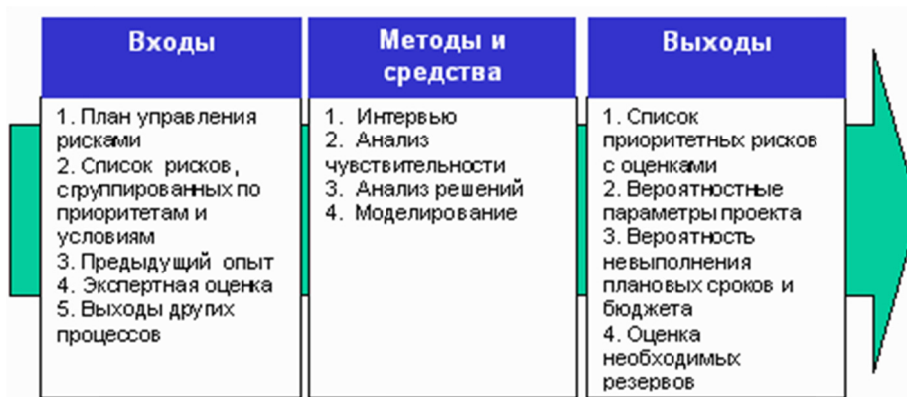 Входы
1. План управления
рисками
2. Список рисков,
сгруппированных по
приоритетам и
условиям
3. Предыдущий опыт
4. Экспертная оценка
5. Выходы других
процессов
Методы и
средства
1. Интервью
2. Анализ
чувствительности
3. Анализ решений
4. Моделирование
Выходы
1. Список
приоритетных рисков
с оценками
2. Вероятностные
параметры проекта
3. Вероятность
невыполнения
плановых сроков и
бюджета
4. Оценка
необходимых
резервов